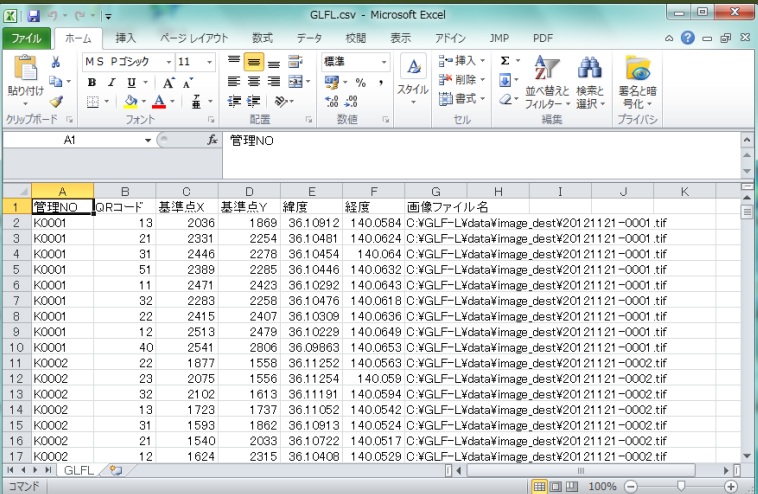 GLFL.csv - Microsoft Excel
ファイル ホーム 挿入 ページ レイアウト 数式 データ 校閲 表示 アドイン JMP PDF
貼り付け
MS Pゴシック 11
B I U A A
A
標準
%
スタイル
挿入
削除
書式
Σ
並べ替えと フィルター
検索と 選択
署名と暗 号化
クリップボード フォント 配置 数値 セル 編集 プライバシ
A1 fx 管理NO
A B C D E F G H I J K
1 管理NO QRコード 基準点X 基準点Y 緯度 経度 画像ファイル名
2 K0001 13 2036 1869 36.10912 140.0584 C:¥GLF-L¥data¥image_dest¥20121121-0001.tif
3 K0001 21 2331 2254 36.10481 140.0624 C:¥GLF-L¥data¥image_dest¥20121121-0001.tif
4 K0001 31 2446 2278 36.10454 140.064 C:¥GLF-L¥data¥image_dest¥20121121-0001.tif
5 K0001 51 2389 2285 36.10446 140.0632 C:¥GLF-L¥data¥image_dest¥20121121-0001.tif
6 K0001 11 2471 2423 36.10292 140.0643 C:¥GLF-L¥data¥image_dest¥20121121-0001.tif
7 K0001 32 2283 2258 36.10476 140.0618 C:¥GLF-L¥data¥image_dest¥20121121-0001.tif
8 K0001 22 2415 2407 36.10309 140.0636 C:¥GLF-L¥data¥image_dest¥20121121-0001.tif
9 K0001 12 2513 2479 36.10229 140.0649 C:¥GLF-L¥data¥image_dest¥20121121-0001.tif
10 K0001 40 2541 2806 36.09863 140.0653 C:¥GLF-L¥data¥image_dest¥20121121-0001.tif
11 K0002 22 1877 1558 36.11252 140.0563 C:¥GLF-L¥data¥image_dest¥20121121-0002.tif
12 K0002 23 2075 1556 36.11254 140.059 C:¥GLF-L¥data¥image_dest¥20121121-0002.tif
13 K0002 32 2102 1613 36.11191 140.0594 C:¥GLF-L¥data¥image_dest¥20121121-0002.tif
14 K0002 13 1723 1737 36.11052 140.0542 C:¥GLF-L¥data¥image_dest¥20121121-0002.tif
15 K0002 31 1593 1862 36.10913 140.0524 C:¥GLF-L¥data¥image_dest¥20121121-0002.tif
16 K0002 21 1540 2033 36.10722 140.0517 C:¥GLF-L¥data¥image_dest¥20121121-0002.tif
17 K0002 12 1624 2315 36.10408 140.0529 C:¥GLF-L¥data¥image_dest¥20121121-0002.tif
GLFL
コマンド 100%